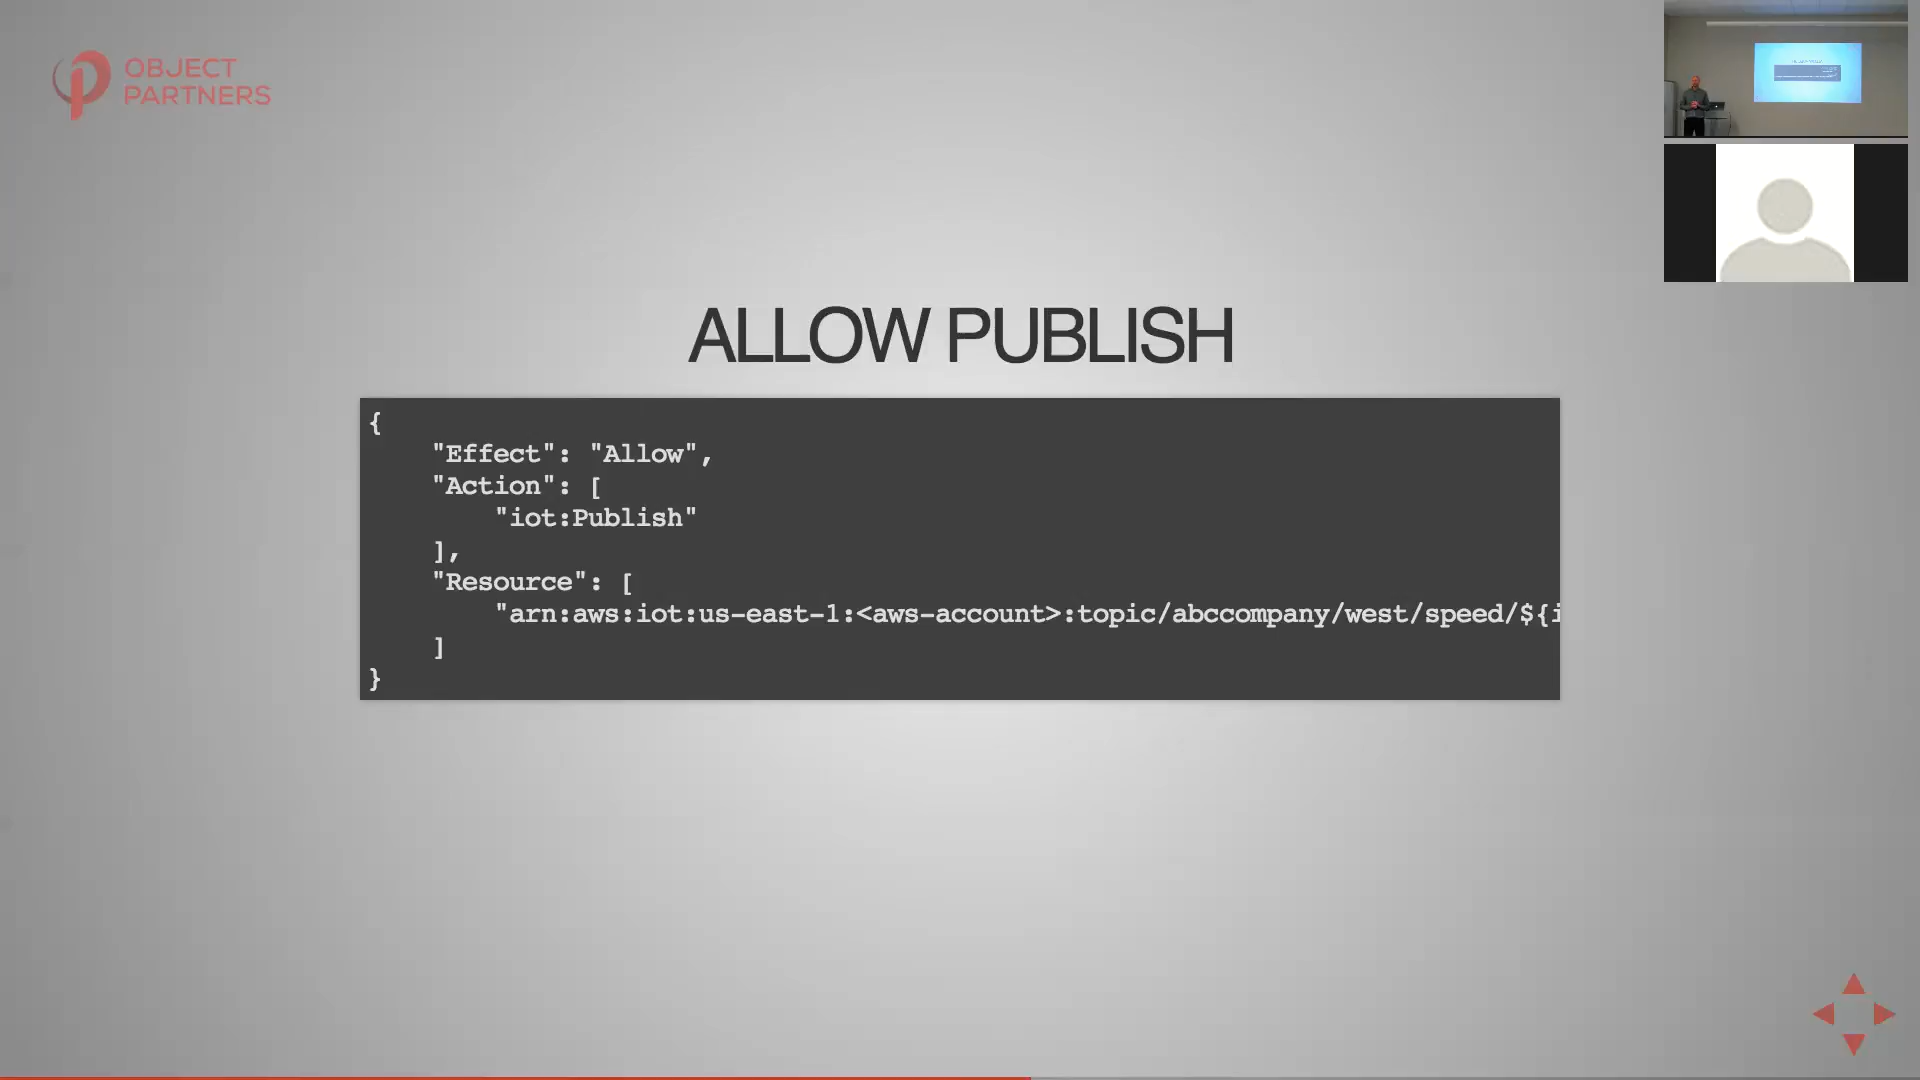 OBJECT
PARTNERS
ALLOW PUBLISH
{
    "Effect": "Allow",
    "Action": [
        "iot:Publish"
    ],
    "Resource": [
        "arn:aws:iot:us-east-1:<aws-account>:topic/abccompany/west/speed/${i
    ]
}